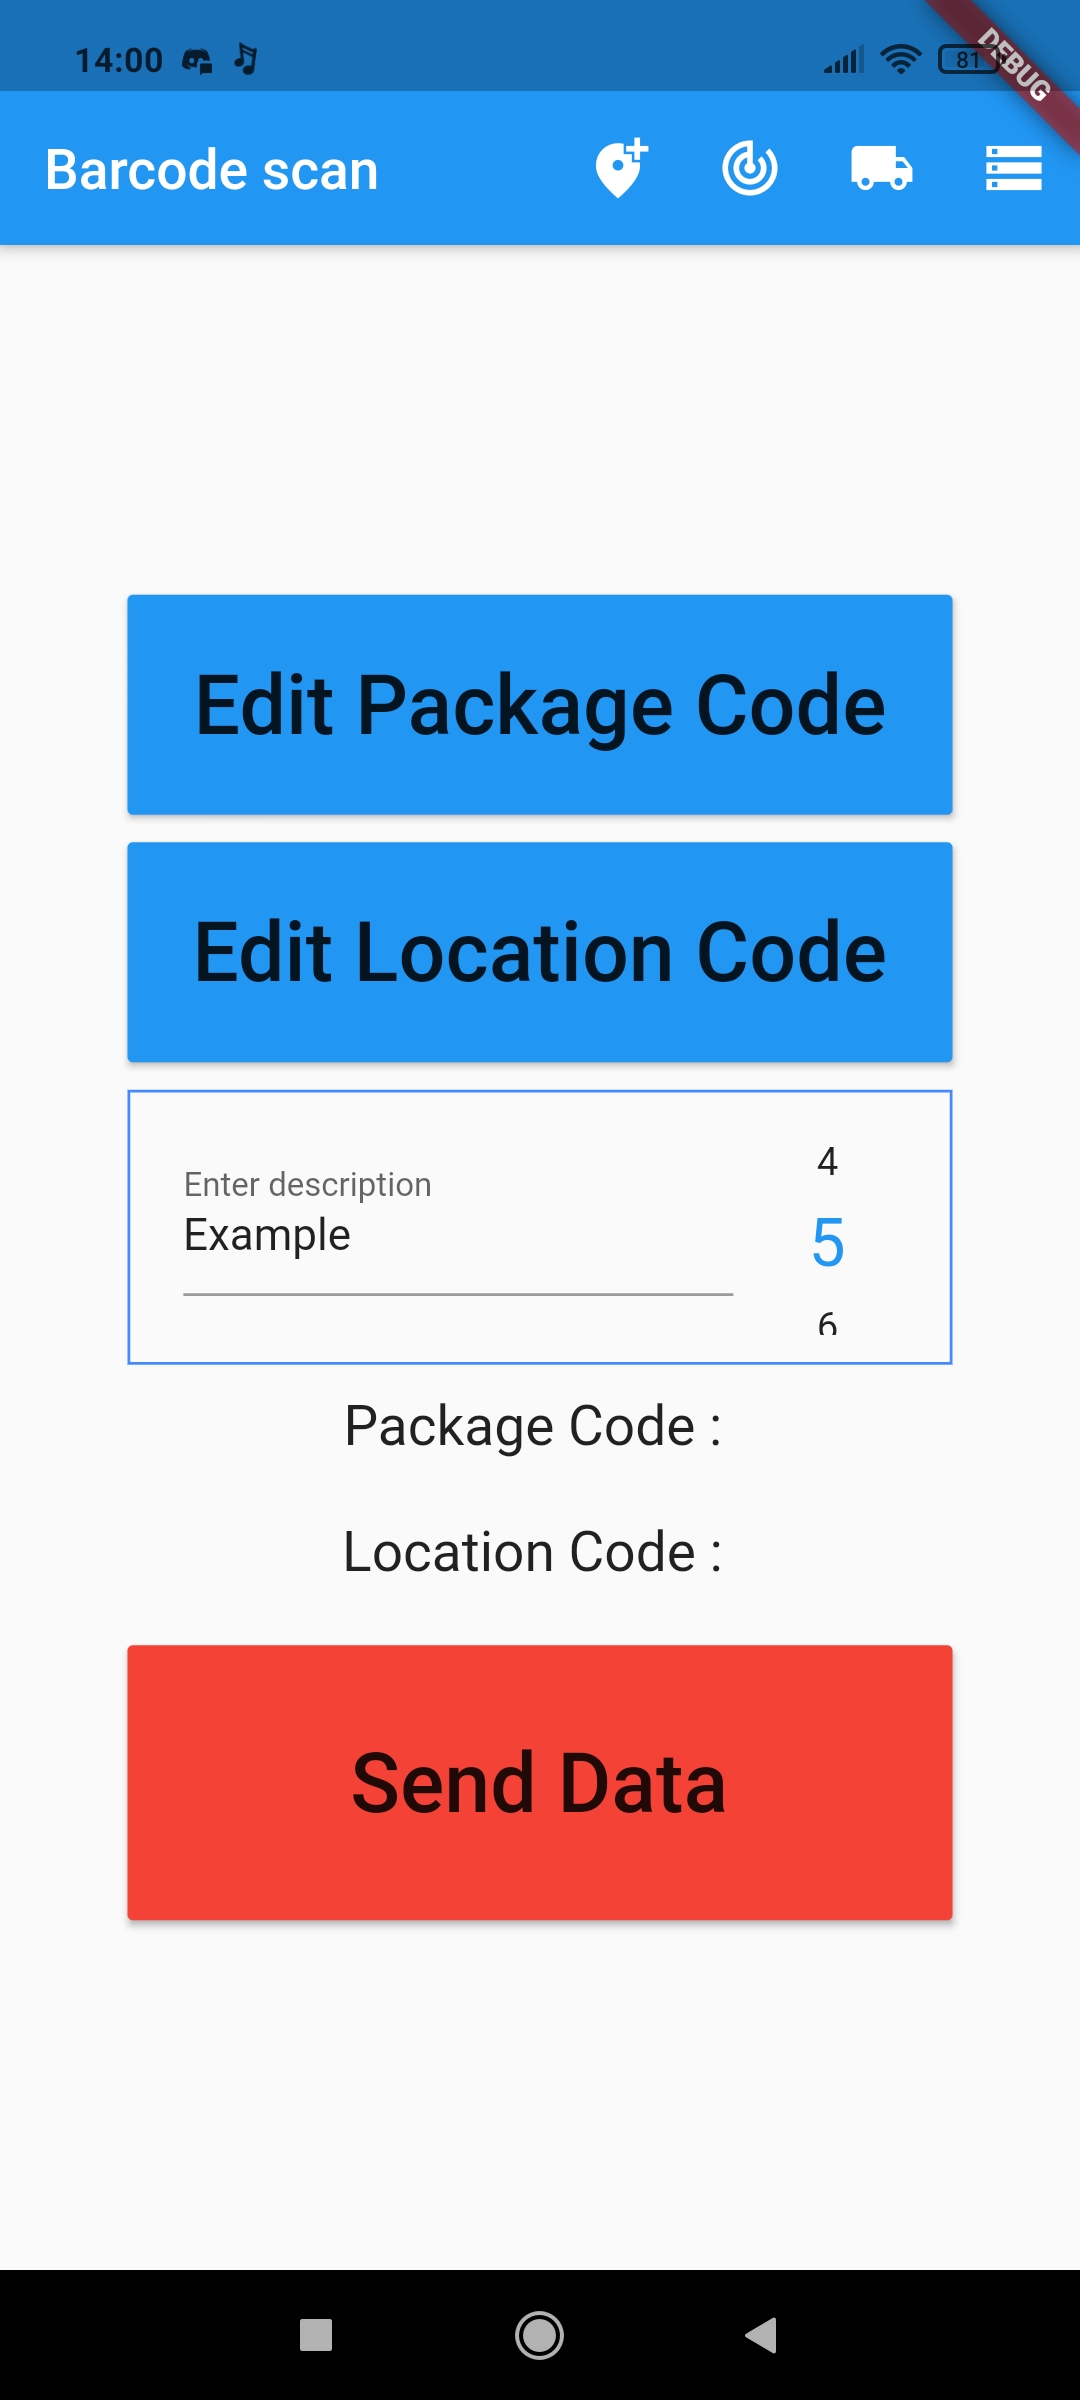 14:00
81
DEBUG
Barcode scan
Edit Package Code
Edit Location Code
Enter description
Example
4
5
6
Package Code :
Location Code :
Send Data